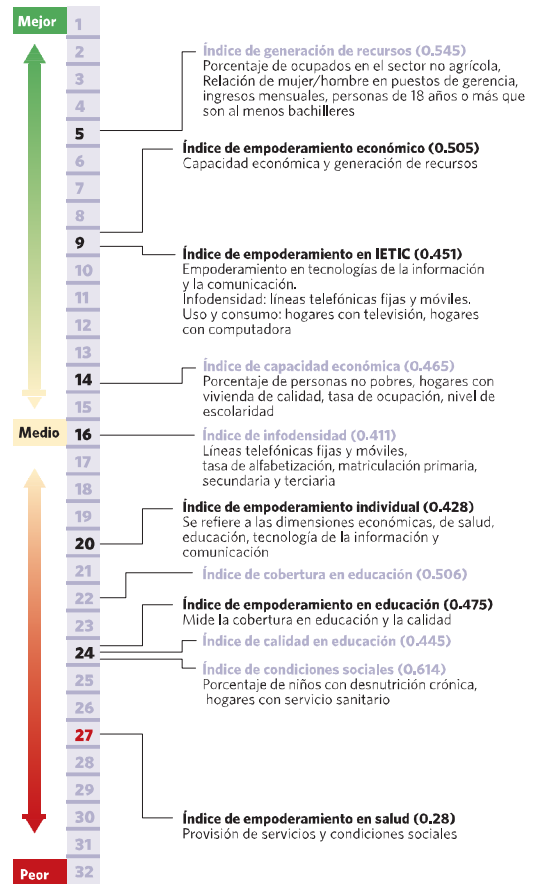 Mejor
1
2
3
4
5
6
7
8
9
10
11
12
13
14
15
Medio
16
17
18
19
20
21
22
23
24
25
26
27
28
29
30
31
Peor
32
Índice de generación de recursos (0.545)
Porcentaje de ocupados en el sector no agrícola,
Relación de mujer/hombre en puestos de gerencia,
ingresos mensuales, personas de 18 años o más que
son al menos bachilleres
Índice de empoderamiento económico (0.505)
Capacidad económica y generación de recursos
Índice de empoderamiento en IETIC (0.451)
Empoderamiento en tecnologías de la información
y la comunicación.
Infodensidad: líneas telefónicas fijas y móviles.
Uso y consumo: hogares con televisión, hogares
con computadora
Índice de capacidad económica (0.465)
Porcentaje de personas no pobres, hogares con
vivienda de calidad, tasa de ocupación, nivel de
escolaridad
Índice de infodensidad (0.411)
Líneas telefónicas fijas y móviles,
tasa de alfabetización, matriculación primaria,
secundaria y terciaria
Índice de empoderamiento individual (0.428)
Se refiere a las dimensiones económicas, de salud,
educación, tecnología de la información y
comunicación
Índice de cobertura en educación (0.506)
Índice de empoderamiento en educación (0.475)
Mide la cobertura en educación y la calidad
Índice de calidad en educación (0.445)
Índice de condiciones sociales (0.614)
Porcentaje de niños con desnutrición crónica,
hogares con servicio sanitario
Índice de empoderamiento en salud (0.28)
Provisión de servicios y condiciones sociales